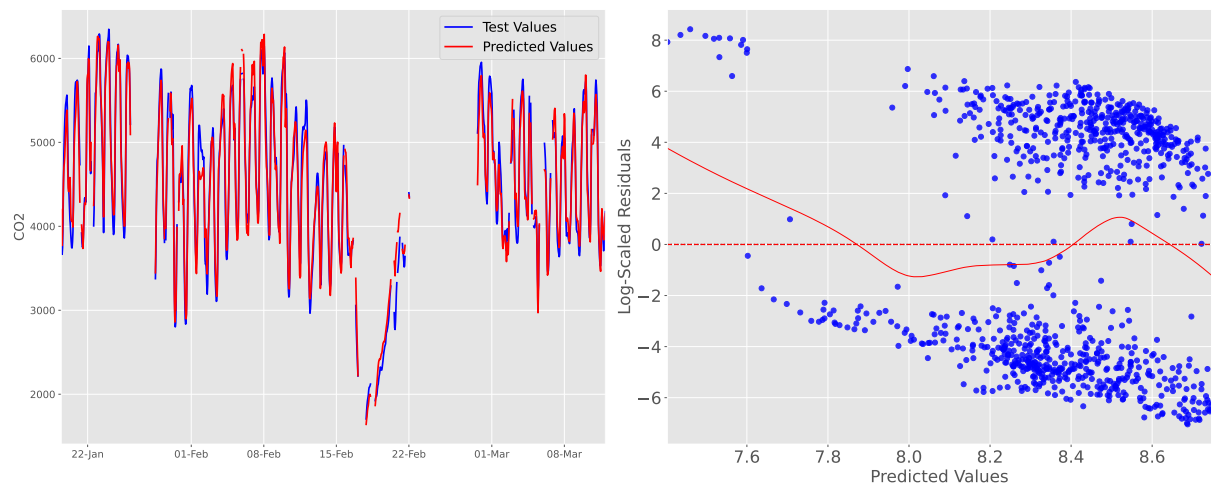 Test Values
Predicted Values
6000
5000
4000
3000
2000
CO2
22-Jan
01-Feb
08-Feb
15-Feb
22-Feb
01-Mar
08-Mar
8
6
4
2
0
−2
−4
−6
Log-Scaled Residuals
7.6
7.8
8.0
8.2
8.4
8.6
Predicted Values